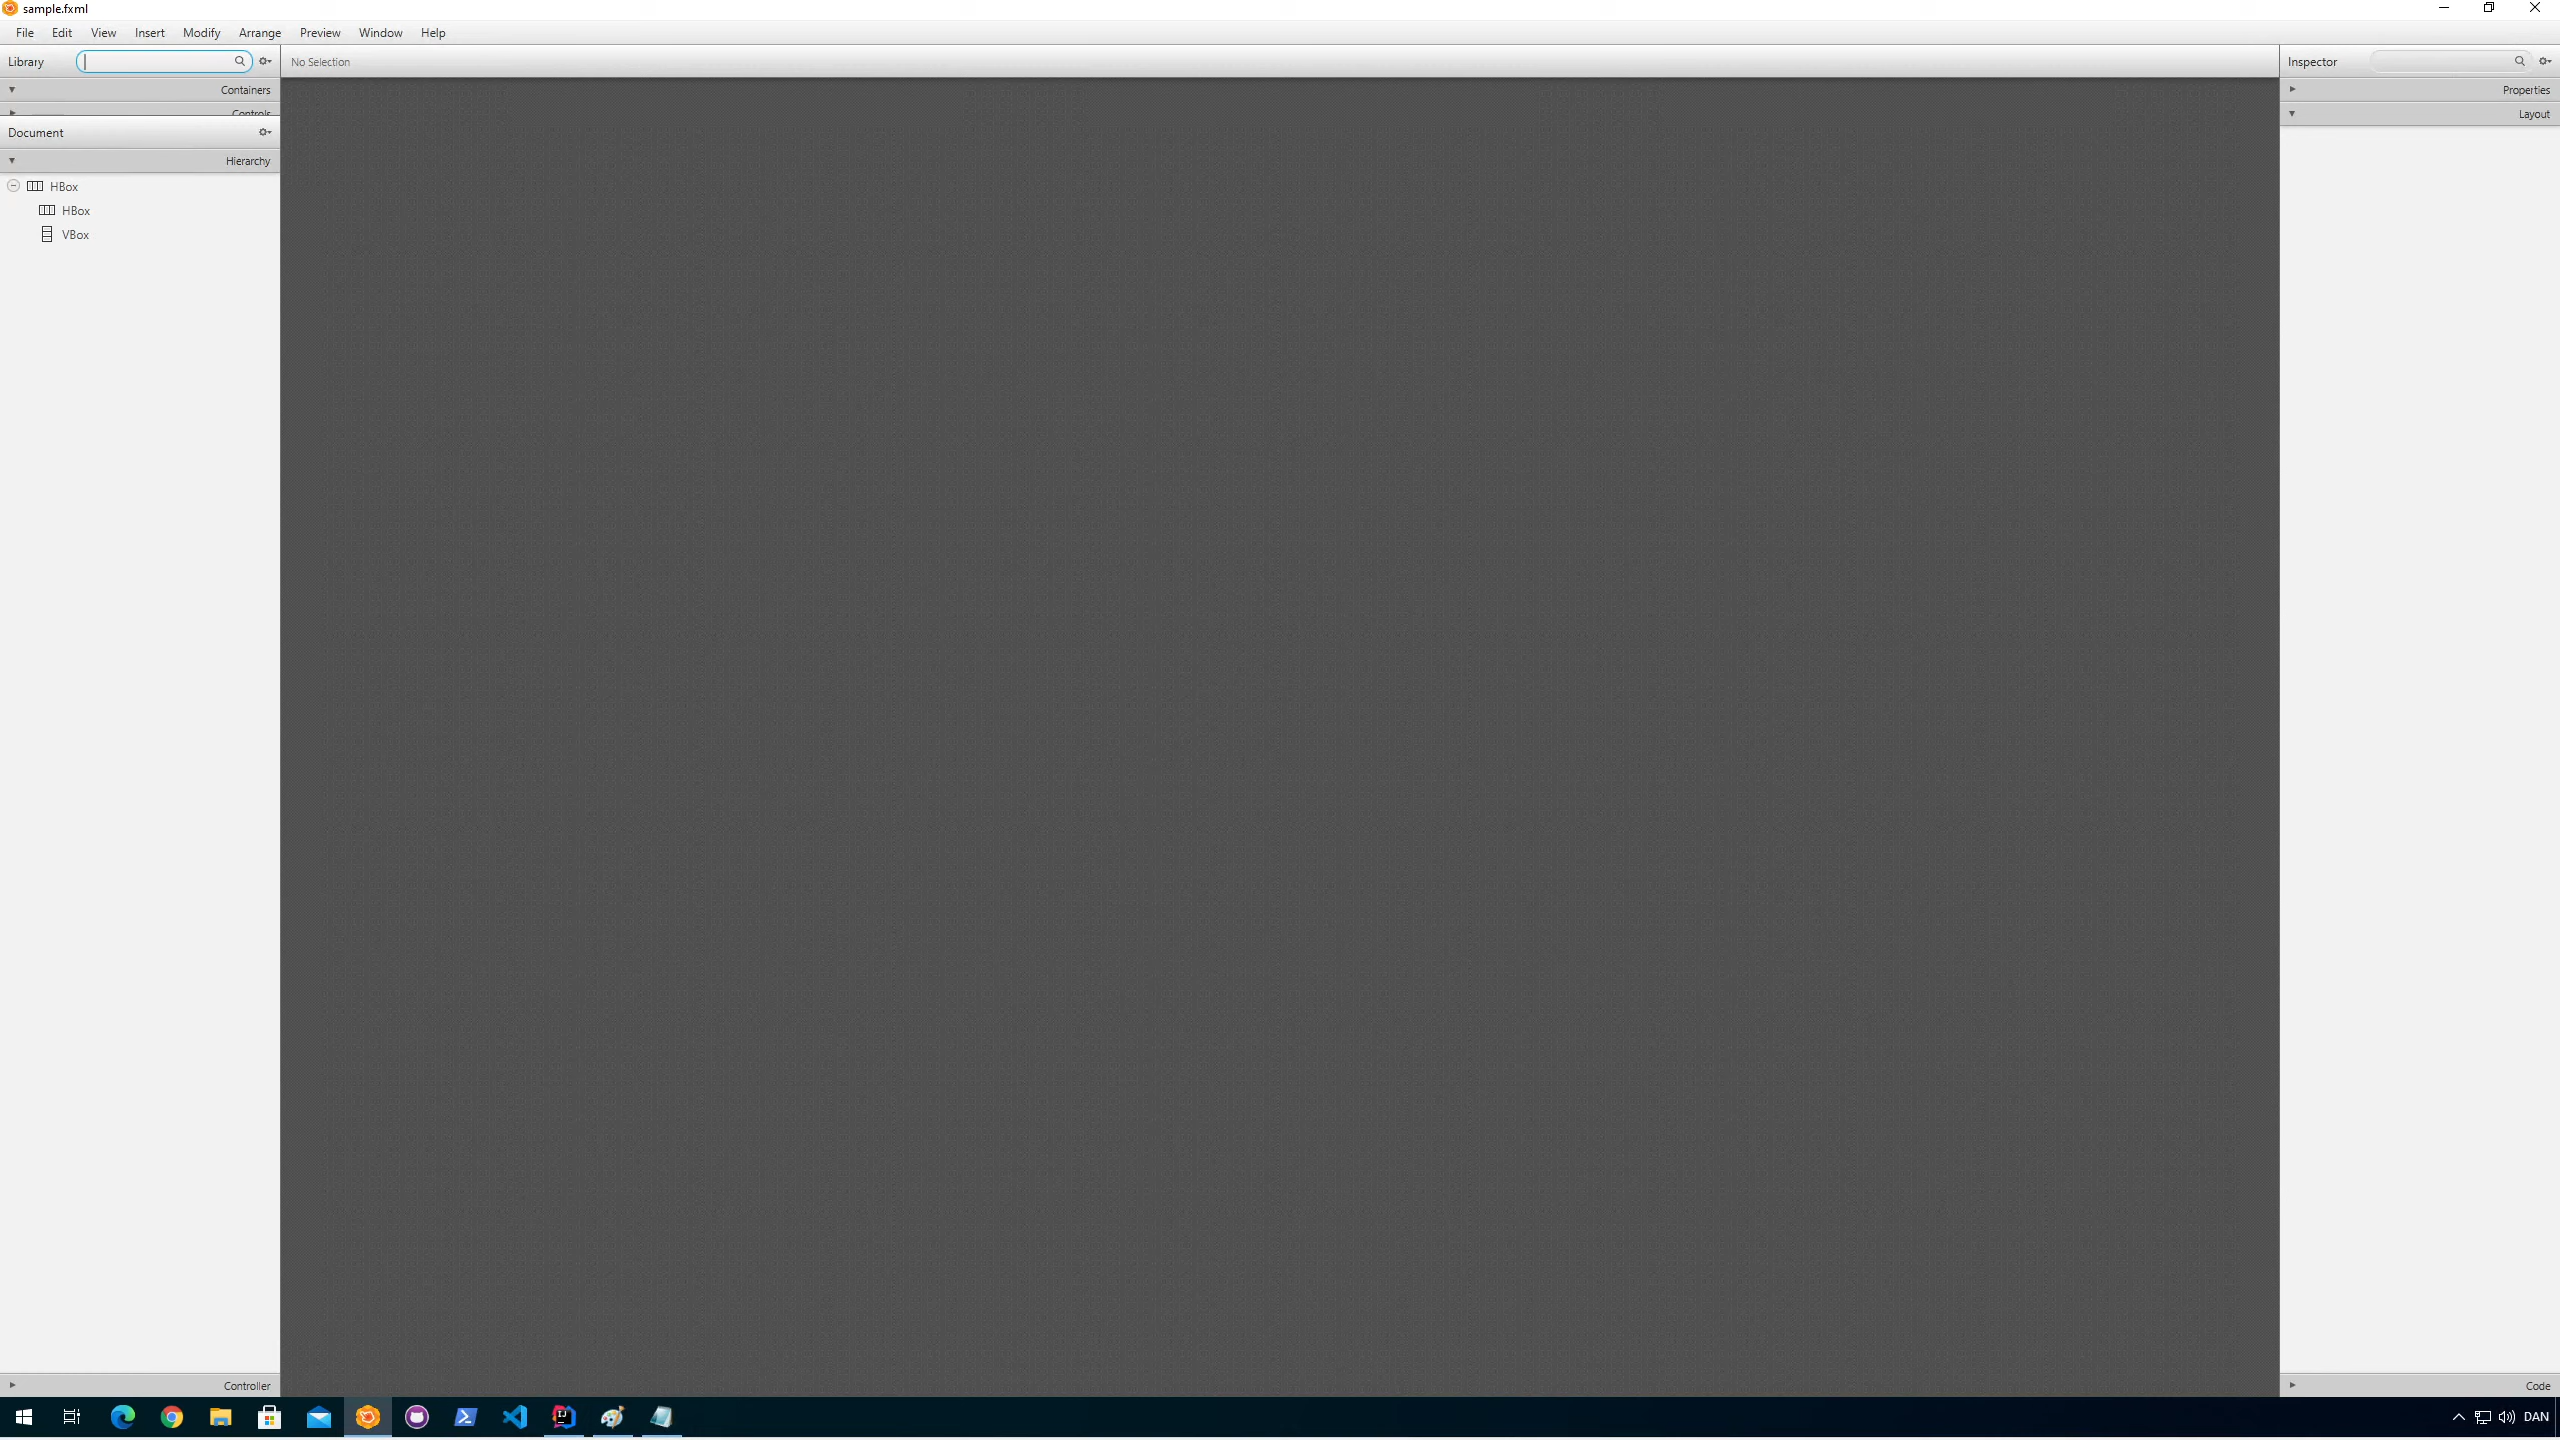 sample.fxml
File Edit View Insert Modify Arrange Preview Window Help
Library
No Selection
Inspector
Containers
Properties
Controls
Layout
Document
Hierarchy
HBox
HBox
VBox
Controller
Code
DAN